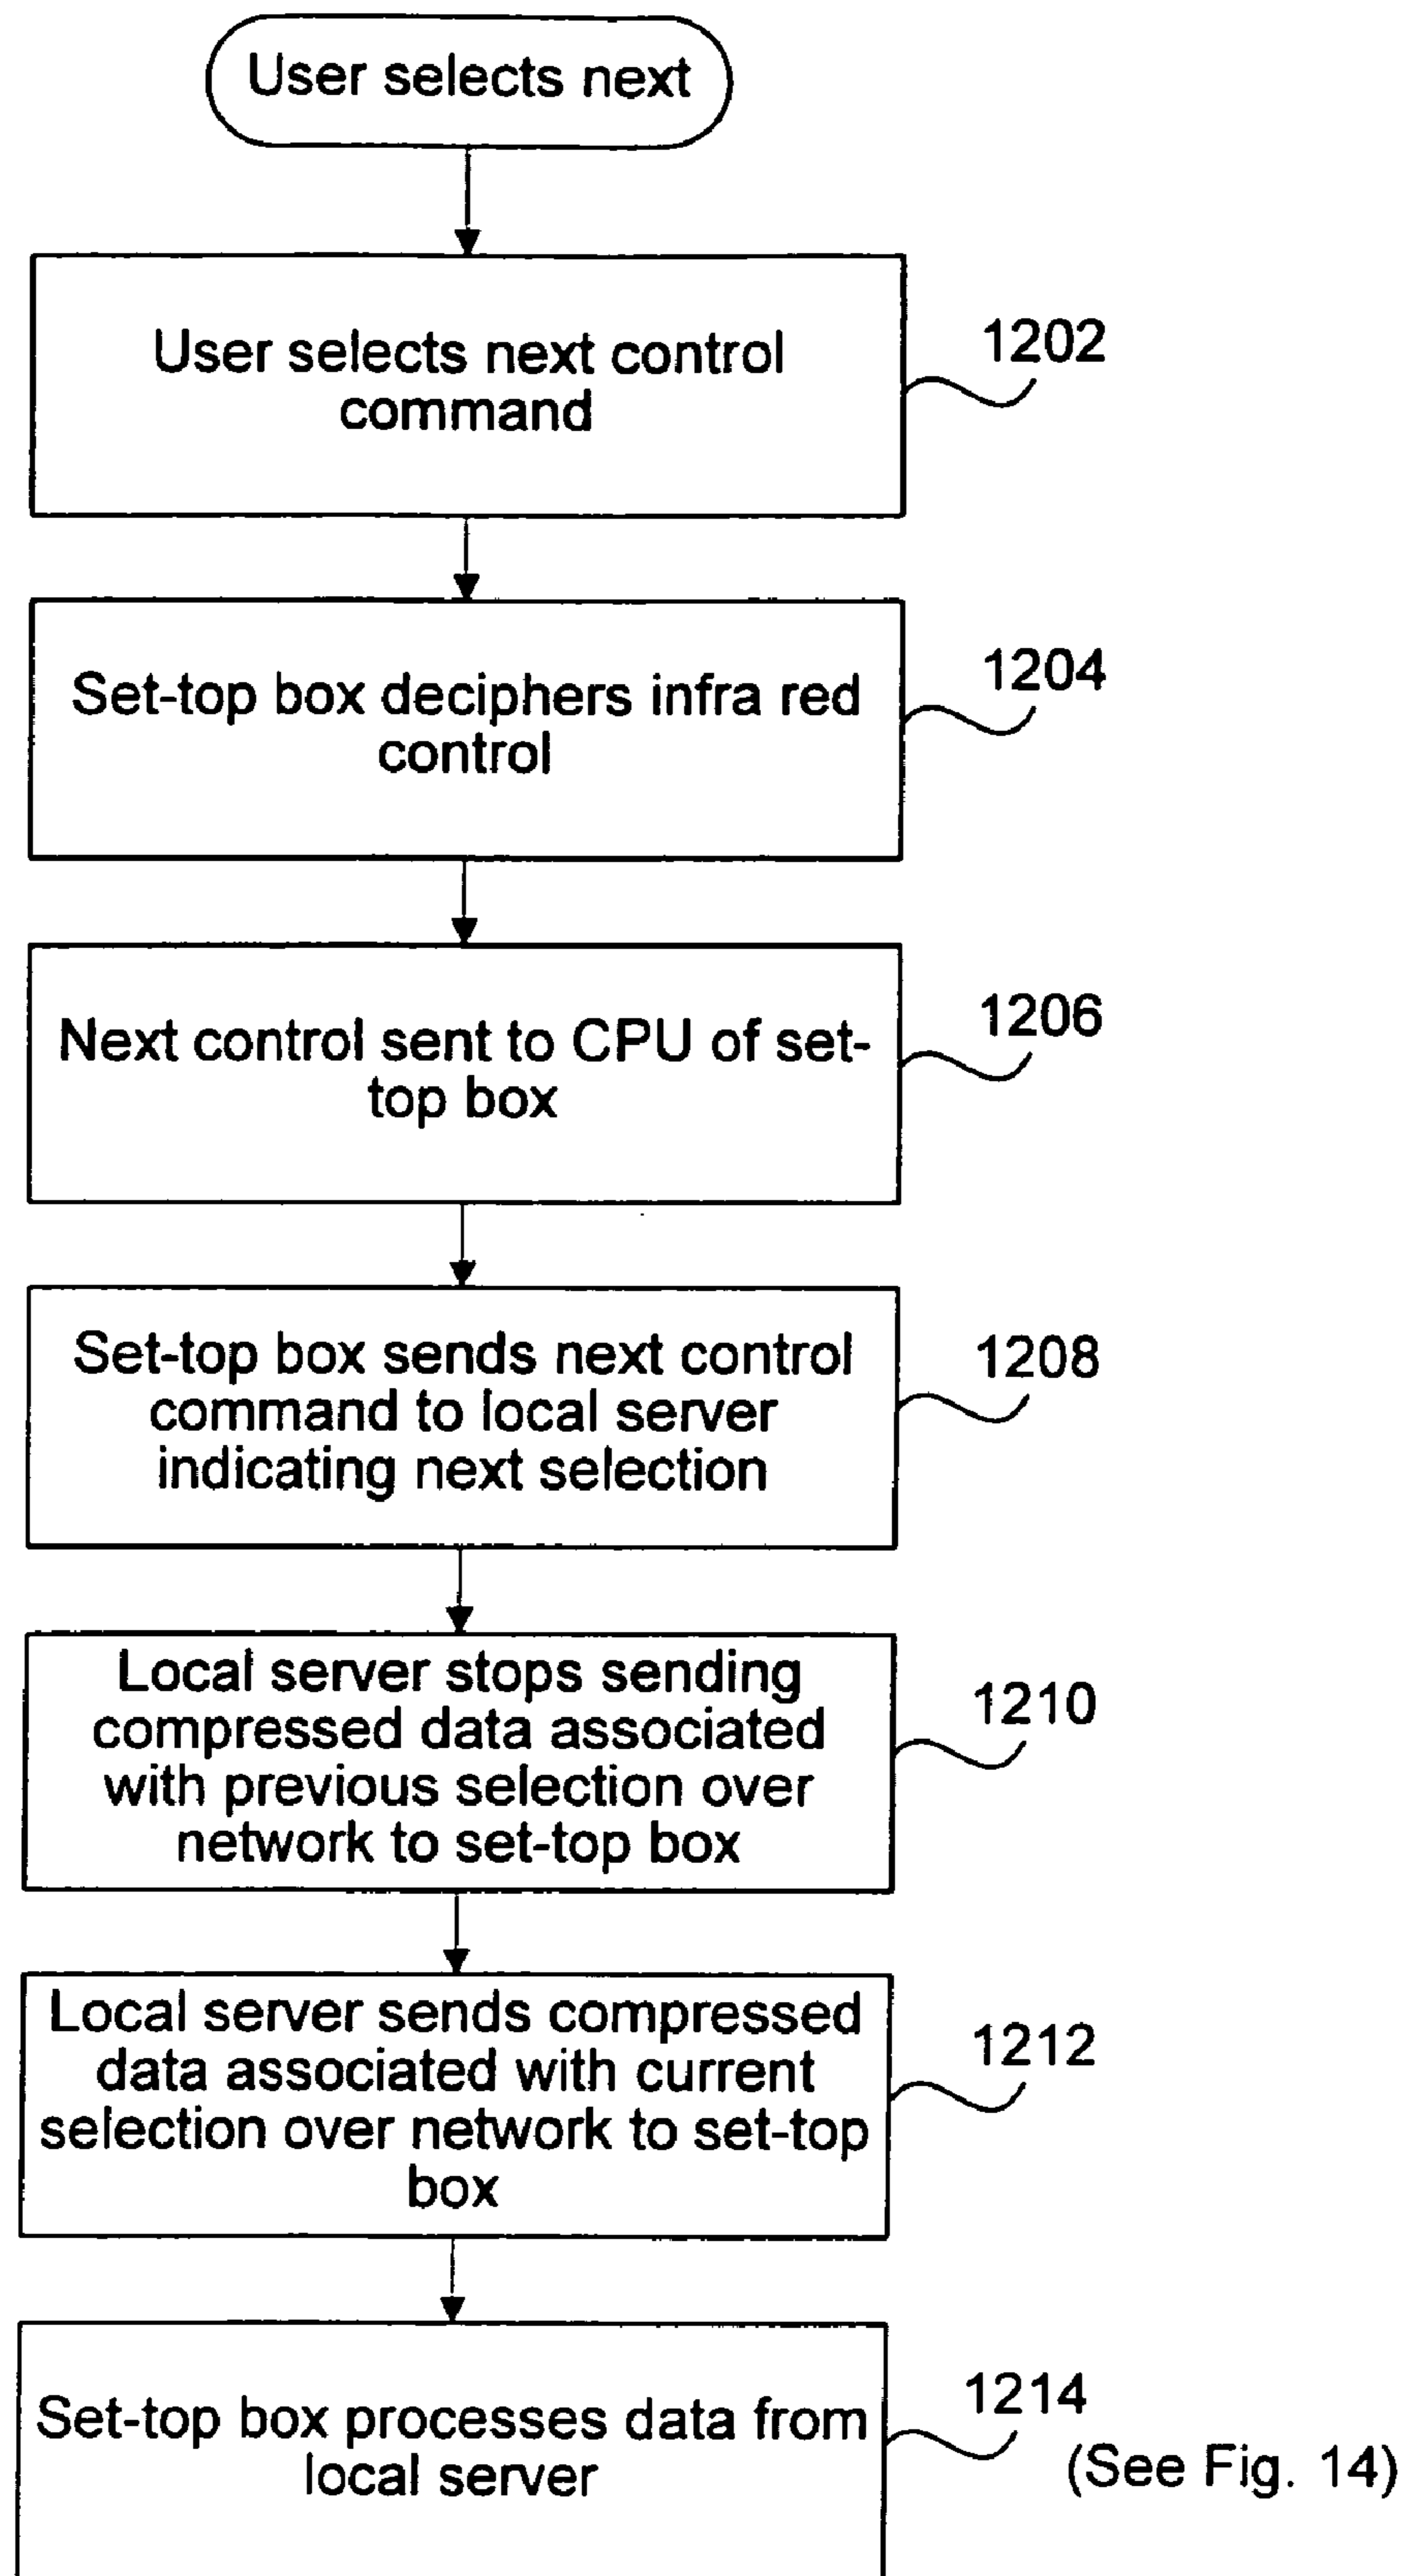 User selects next
User selects next control
command
1202
Set-top box deciphers infra red
control
1204
Next control sent to CPU of set-
top box
1206
Set-top box sends next control
command to local server
indicating next selection
1208
Local server stops sending
compressed data associated
with previous selection over
network to set-top box
1210
Local server sends compressed
data associated with current
selection over network to set-top
box
1212
Set-top box processes data from
local server
1214
(See Fig. 14)